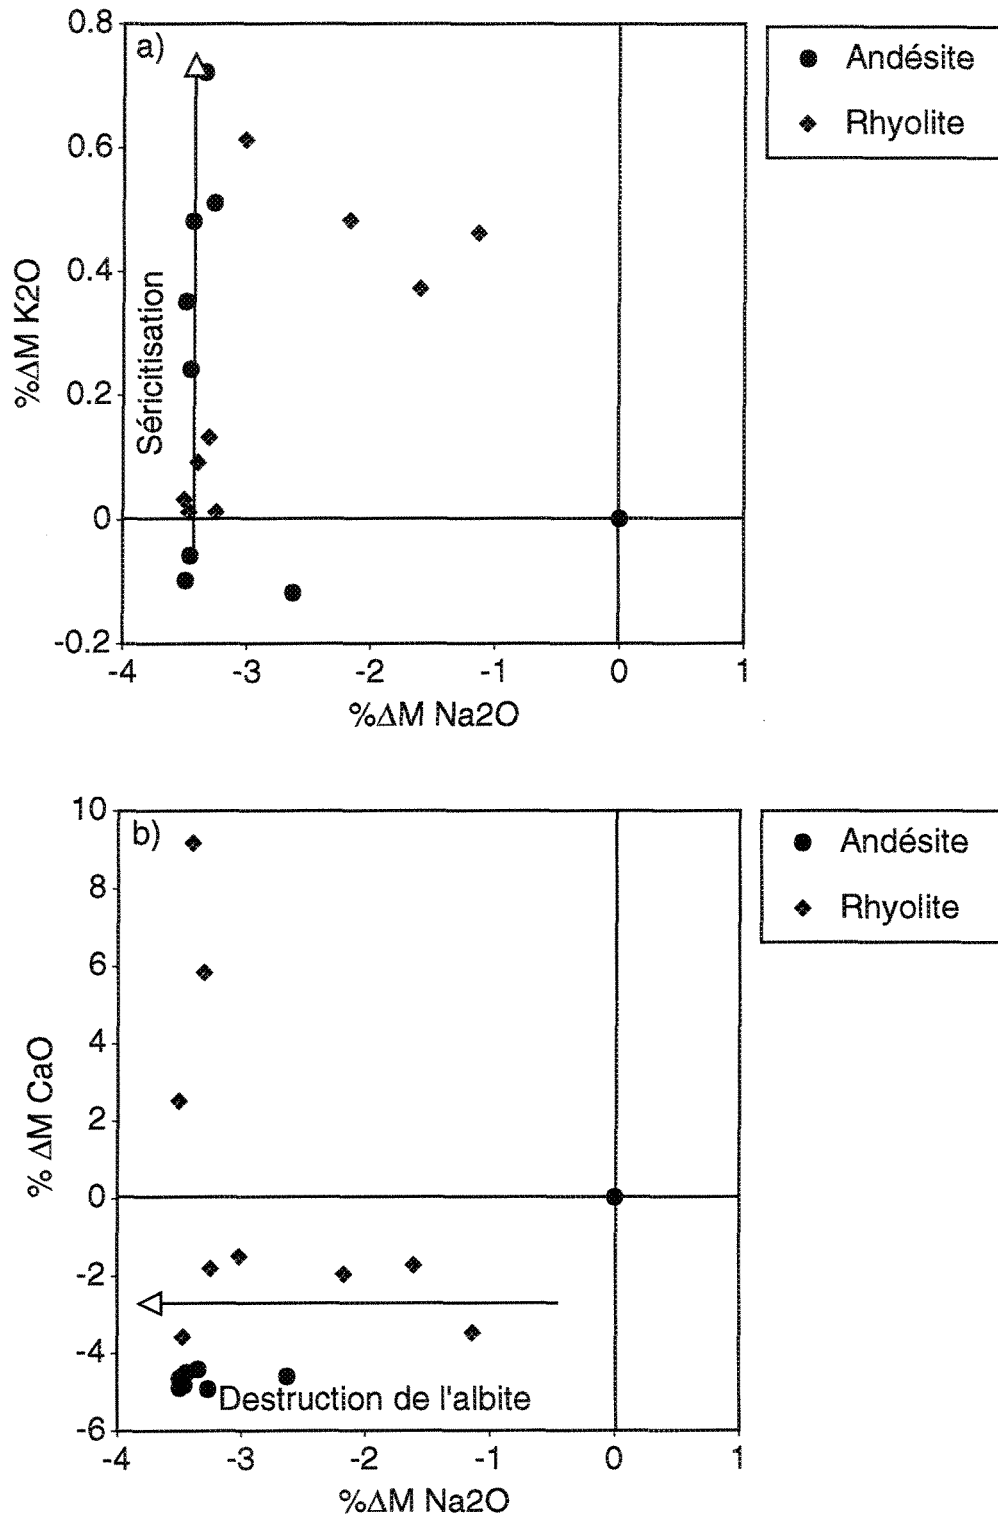 a)
Andésite
Rhyolite
0.8
0.6
0.4
0.2
0
-0.2
%ΔM K2O
Séricitisation
-4 -3 -2 -1 0 1
%ΔM Na2O
b)
Andésite
Rhyolite
10
8
6
4
2
0
-2
-4
-6
% ΔM CaO
Destruction de l'albite
-4 -3 -2 -1 0 1
%ΔM Na2O